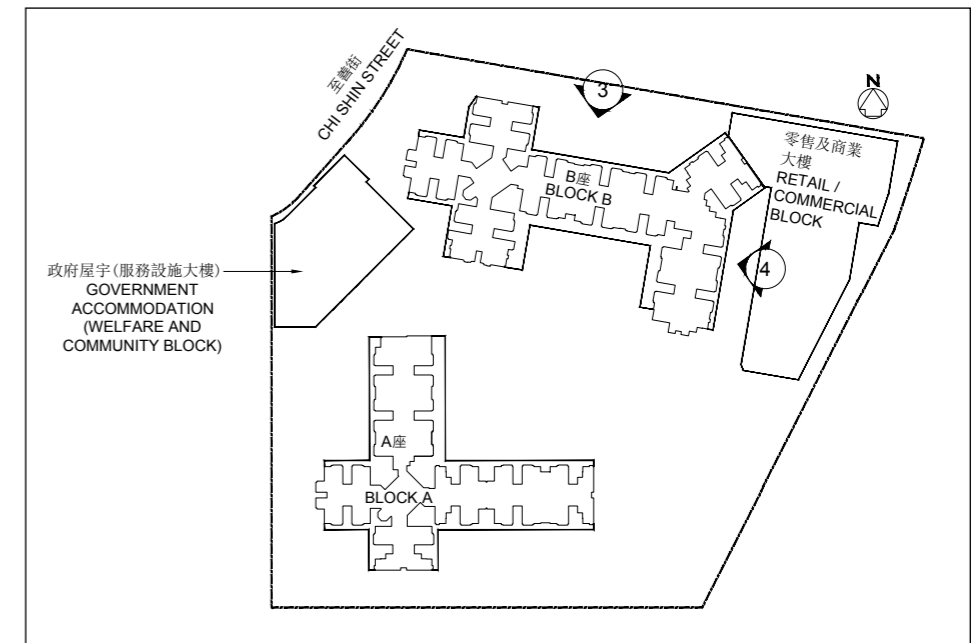 至善街
CHI SHIN STREET
3
N
零售及商業
大樓
RETAIL /
COMMERCIAL
BLOCK
B座
BLOCK B
4
政府屋宇(服務設施大樓)
GOVERNMENT
ACCOMMODATION
(WELFARE AND
COMMUNITY BLOCK)
A座
BLOCK A